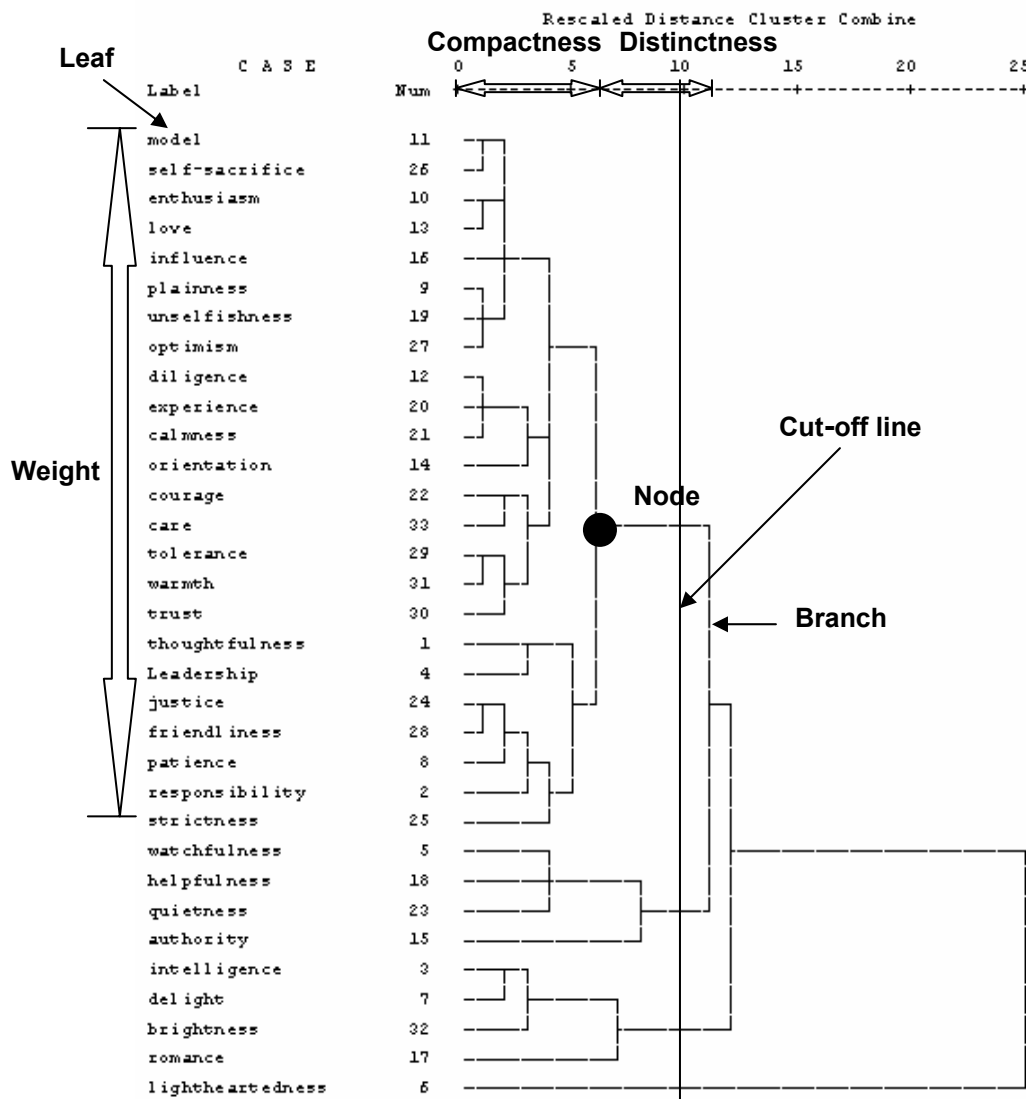 Rescaled Distance Cluster Combine
Compactness Distinctness
Leaf
C A S E 0 5 10 15 20 25
Label Num
model 11
self-sacrifice 26
enthusiasm 10
love 13
influence 16
plainness 9
unselfishness 19
optimism 27
diligence 12
experience 20
calmness 21
Cut-off line
Weight
orientation 14
courage 22
Node
care 33
tolerance 29
warmth 31
trust 30
Branch
thoughtfulness 1
Leadership 4
justice 24
friendliness 28
patience 8
responsibility 2
strictness 25
watchfulness 5
helpfulness 18
quietness 23
authority 15
intelligence 3
delight 7
brightness 32
romance 17
lightheartedness 6